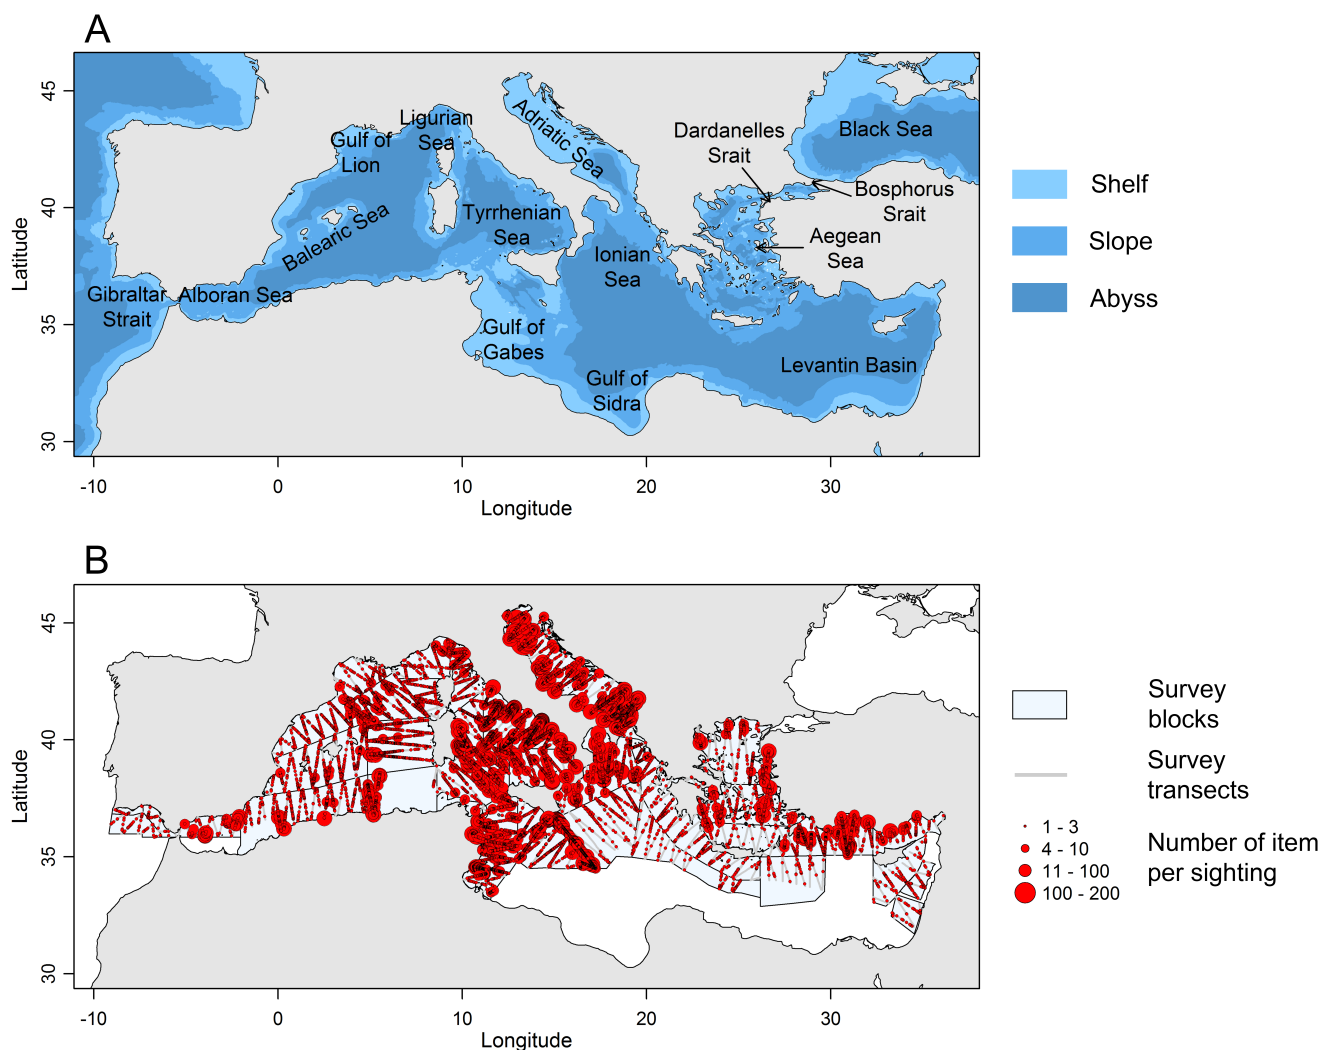 A
Latitude
45
40
35
30
Ligurian
Sea
Gulf of
Lion
Adriatic Sea
Dardanelles
Srait
Black Sea
Bosphorus
Srait
Balearic Sea
Tyrrhenian
Sea
Ionian
Sea
Aegean
Sea
Gibraltar
Strait
Alboran Sea
Gulf of
Gabes
Gulf of
Sidra
Levantin Basin
-10
0
10
20
30
Longitude
Shelf
Slope
Abyss
B
Latitude
45
40
35
30
-10
0
10
20
30
Longitude
Survey
blocks
Survey
transects
1 - 3
4 - 10
11 - 100
100 - 200
Number of item
per sighting